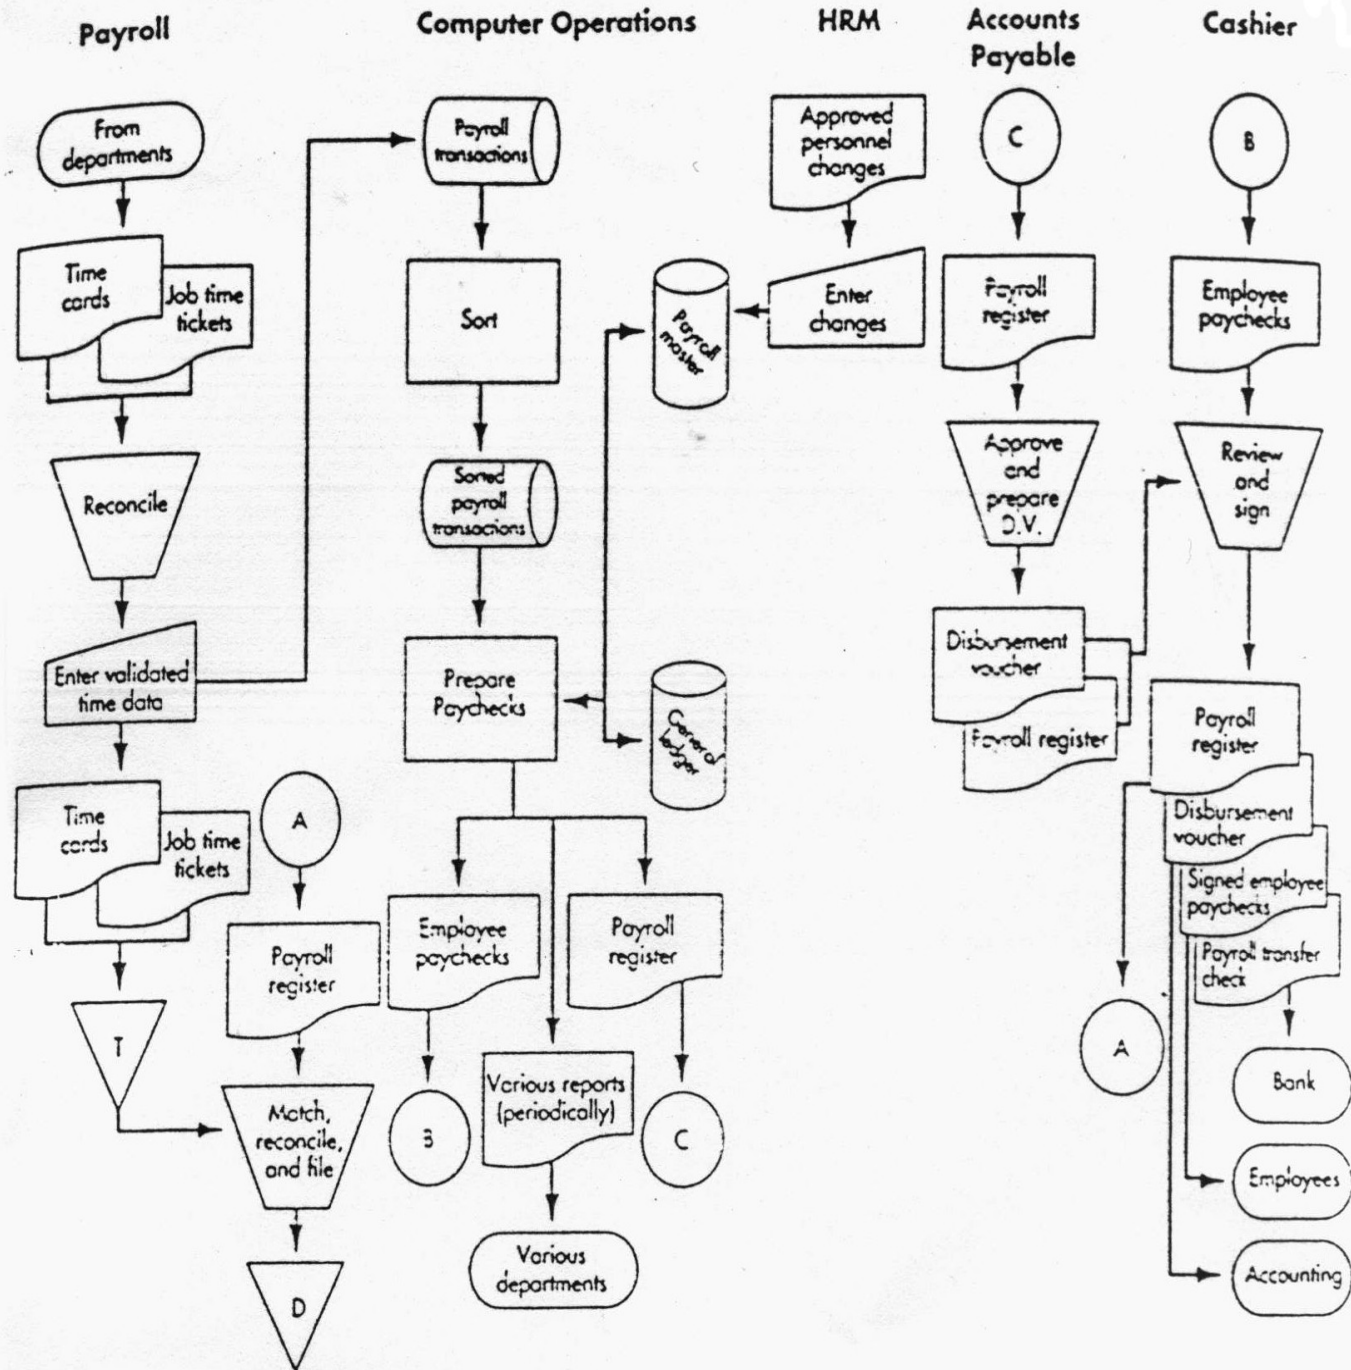 Payroll
Computer Operations
HRM
Accounts
Payable
Cashier
From
departments
Time
cards
Job time
tickets
Reconcile
Enter validated
time data
Time
cards
Job time
tickets
T
A
Payroll
register
Match,
reconcile,
and file
D
Payroll
transactions
Sort
Sorted
payroll
transactions
Prepare
Paychecks
Employee
paychecks
B
Various reports
(periodically)
Various
departments
Payroll
register
C
Payroll
master
General
ledger
Approved
personnel
changes
Enter
changes
C
Payroll
register
Approve
and
prepare
D.V.
Disbursement
voucher
Payroll register
B
Employee
paychecks
Review
and
sign
Payroll
register
Disbursement
voucher
Signed employee
paychecks
Payroll transfer
check
A
Bank
Employees
Accounting